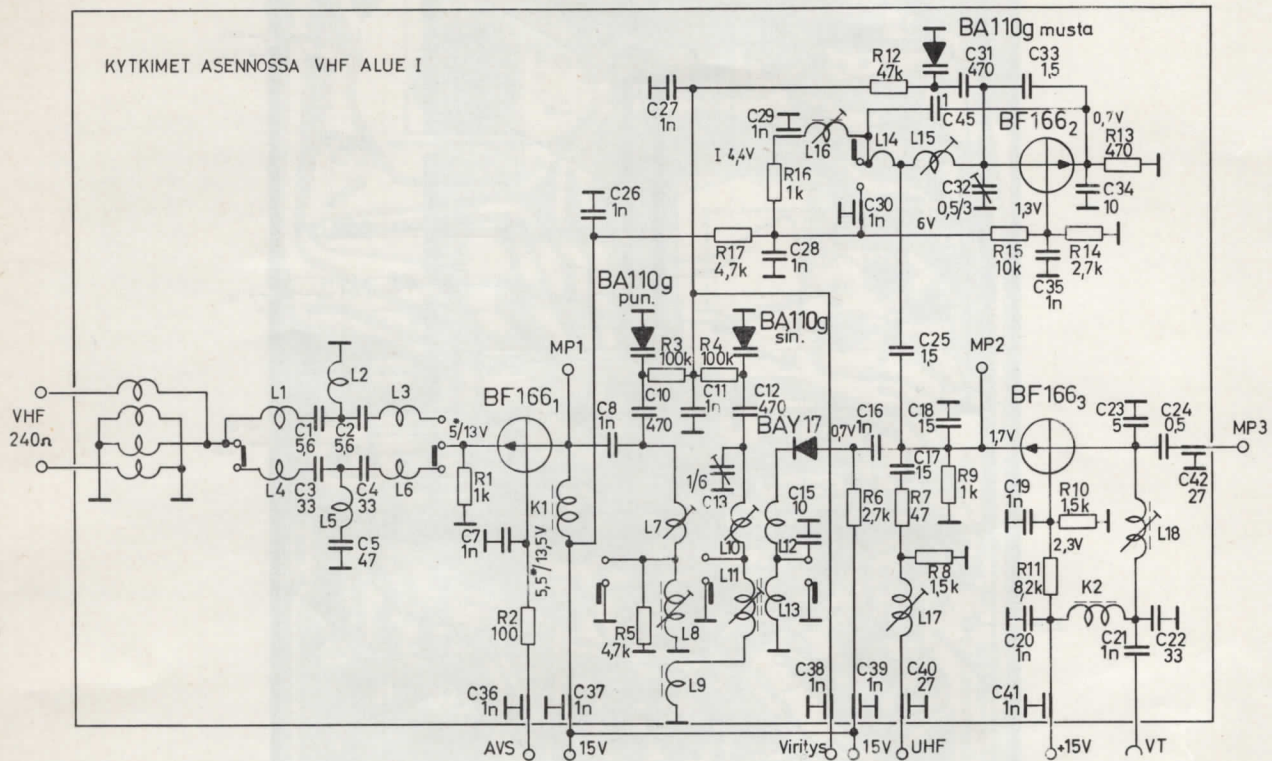 KYTKIMET ASENNOSSA VHF ALUE I
BA110g musta
R12
47k
C31
470
C33
1,5
C27
1n
C29
1n
L16
1
C45
BF166₂
0,7V
R13
470
I 4,4V
L14
L15
R16
1k
C32
0,5/3
C34
10
C26
1n
C30
1n
1,3V
6V
R17
4,7k
C28
1n
R15
10k
R14
2,7k
C35
1n
BA110g
pun.
BA110g
sin.
MP1
R3
100k
R4
100k
C25
1,5
MP2
VHF
240n
L1
L2
L3
C1
5,6
C2
5,6
5*/13V
BF166₁
C8
1n
C10
470
C11
1n
C12
470
BAY17
0,7V
C16
1n
C18
15
1,7V
BF166₃
C23
5
C24
0,5
MP3
C42
27
L4
C3
33
C4
33
L6
L5
C5
47
R1
1k
C7
1n
5,5*/13,5V
K1
L7
1/6
C13
L10
C15
10
L12
R6
2,7k
C17
15
R7
47
R9
1k
C19
1n
R10
1,5k
2,3V
L18
R2
100
R5
4,7k
L8
L11
L13
R8
1,5k
L17
R11
8,2k
K2
L9
C20
1n
C21
1n
C22
33
C36
1n
C37
1n
C38
1n
C39
1n
C40
27
C41
1n
AVS
15V
Viritys
15V
UHF
+15V
VT